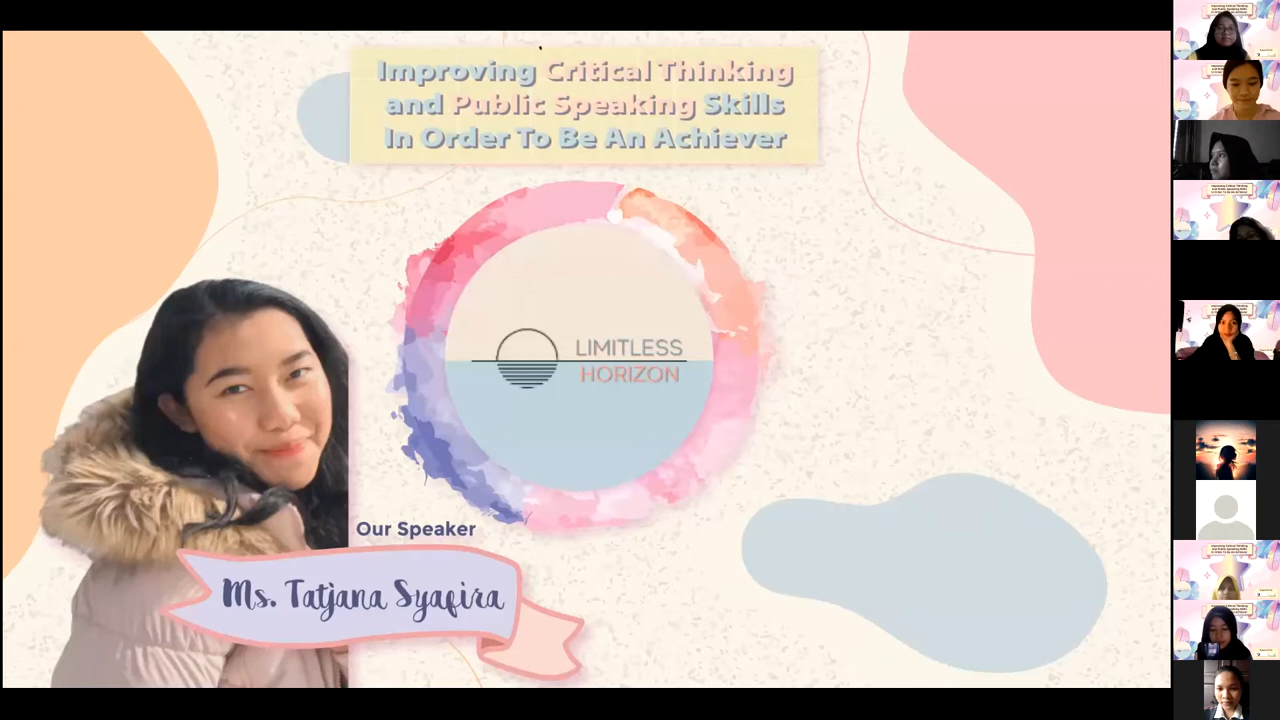 Improving Critical Thinking
and Public Speaking Skills
In Order To Be An Achiever
LIMITLESS
HORIZON
Our Speaker
Ms. Tatjana Syafira